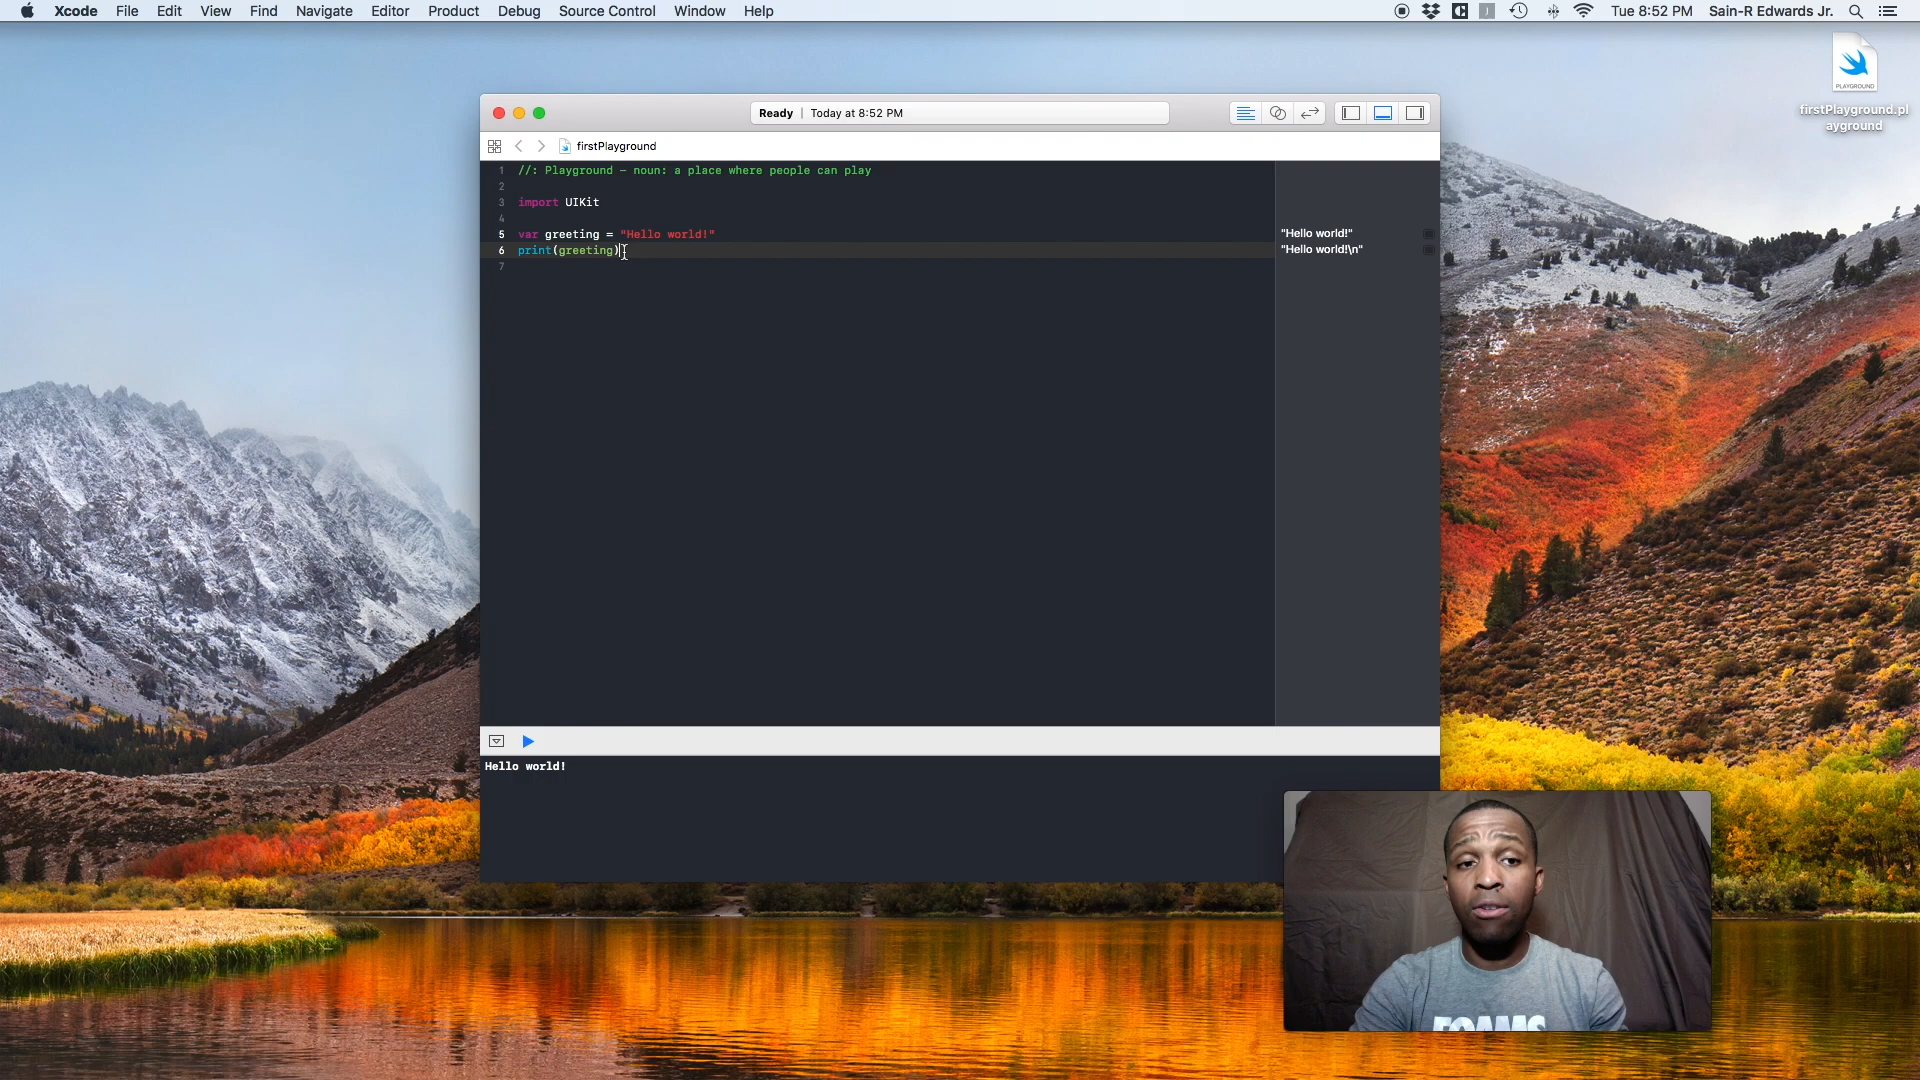 Xcode File Edit View Find Navigate Editor Product Debug Source Control Window Help
Tue 8:52 PM Sain-R Edwards Jr.
PLAYGROUND
firstPlayground.pl
ayground
Ready | Today at 8:52 PM
firstPlayground
1 //: Playground – noun: a place where people can play
2
3 import UIKit
4
5 var greeting = "Hello world!"
6 print(greeting)
7
"Hello world!"
"Hello world!\n"
Hello world!